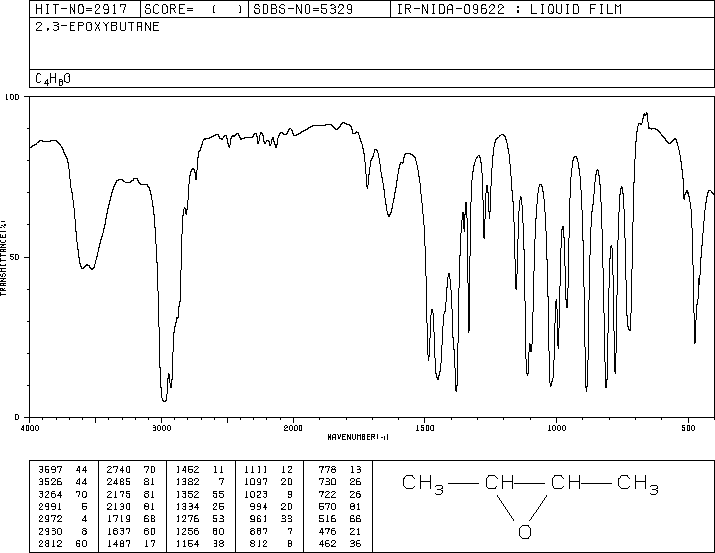 HIT-NO=2917 SCORE= ( ) SDBS-NO=5329 IR-NIDA-09622 : LIQUID FILM
2,3-EPOXYBUTANE
C4H8O
100
50
0
TRANSMITTANCE(%)
4000 3000 2000 1500 1000 500
WAVENUMBER(-1)
3597 44 2740 70 1462 11 1111 12 778 13
3526 44 2485 81 1382 7 1097 20 730 26
3264 70 2175 81 1352 55 1023 9 722 26
2991 6 2130 81 1334 25 994 20 670 81
2972 4 1719 68 1276 53 961 33 516 66
2930 8 1637 60 1256 60 887 7 476 21
2812 60 1487 17 1154 38 812 8 462 36
CH3 CH CH CH3
O